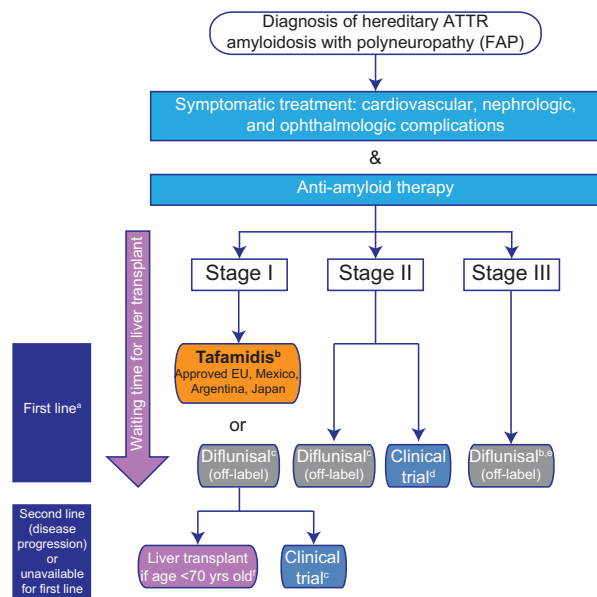 Diagnosis of hereditary ATTR
amyloidosis with polyneuropathy (FAP)
Symptomatic treatment: cardiovascular, nephrologic,
and ophthalmologic complications
&
Anti-amyloid therapy
Waiting time for liver transplant
Stage I
Stage II
Stage III
First lineᵃ
Tafamidisᵇ
Approved EU, Mexico,
Argentina, Japan
or
Diflunisalᶜ
(off-label)
Diflunisalᶜ
(off-label)
Clinical
trialᵈ
Diflunisalᵇ,ᵉ
(off-label)
Second line
(disease
progression)
or
unavailable
for first line
Liver transplant
if age <70 yrs oldᶠ
Clinical
trialᶜ